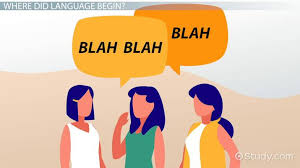 WHERE DID LANGUAGE BEGIN?
BLAH BLAH
BLAH
Study.com